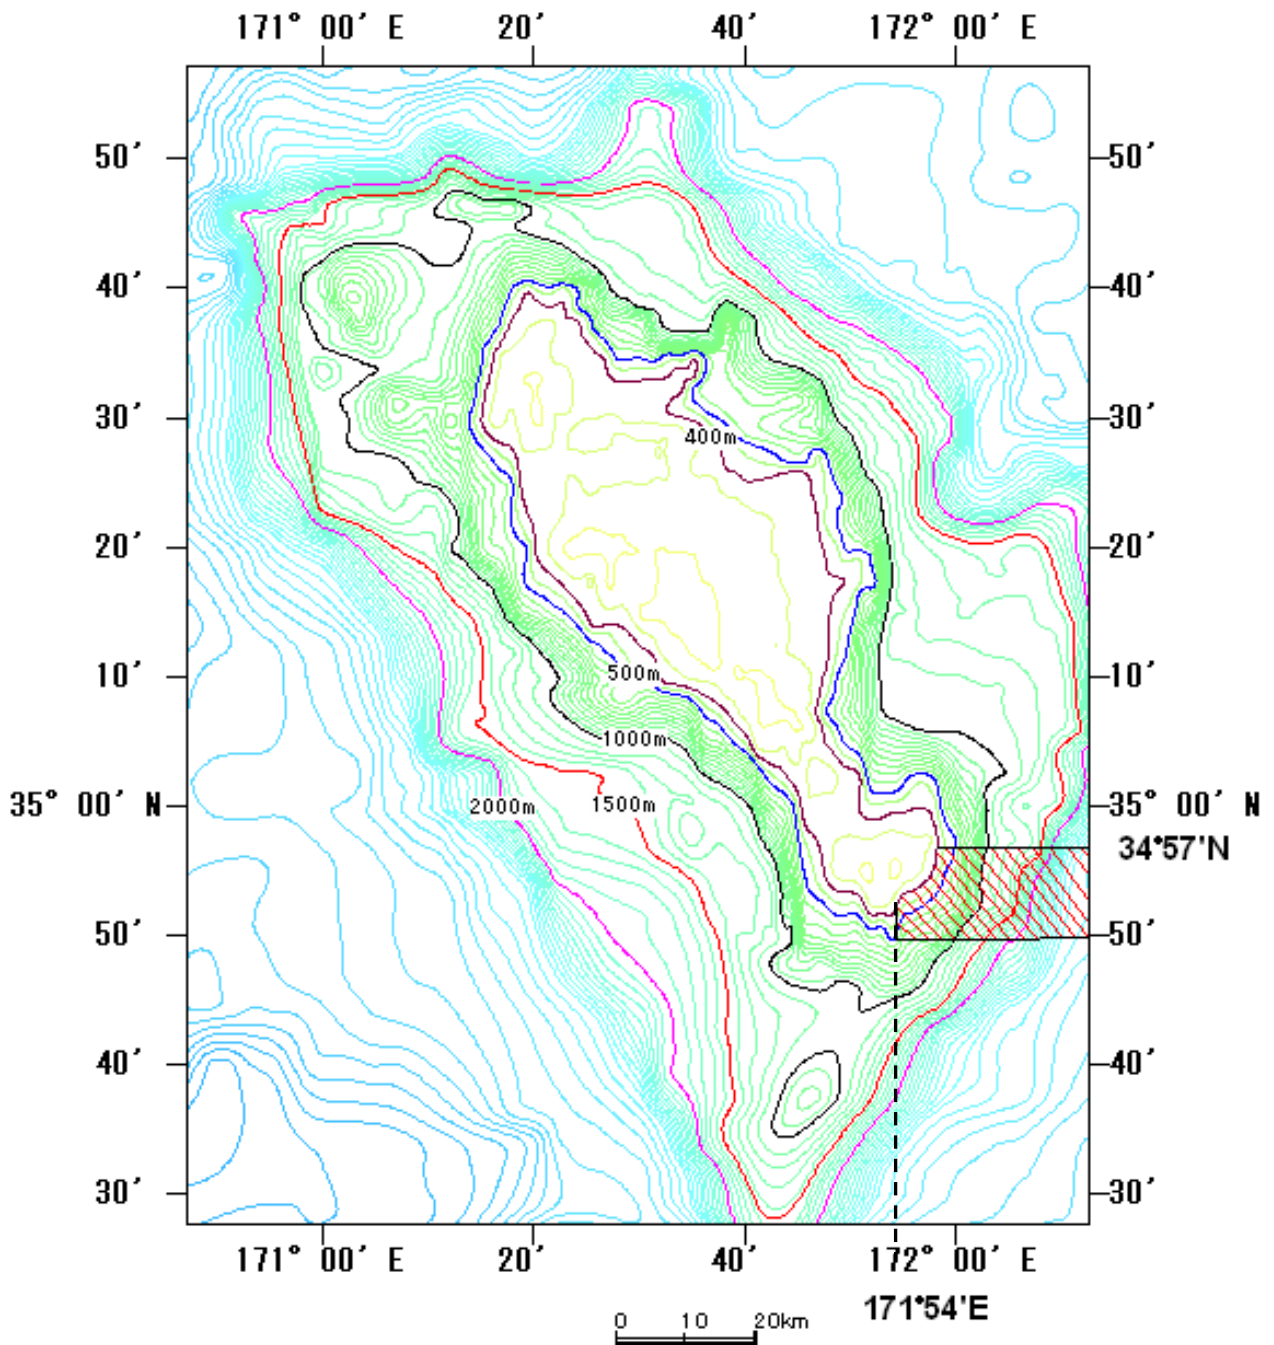 171° 00′ E 20′ 40′ 172° 00′ E
50′ 50′
40′ 40′
30′ 30′
400m
20′ 20′
10′ 10′
500m
1000m
35° 00′ N 2000m 1500m 35° 00′ N
34°57'N
50′ 50′
40′ 40′
30′ 30′
171° 00′ E 20′ 40′ 172° 00′ E
171°54'E
0 10 20km